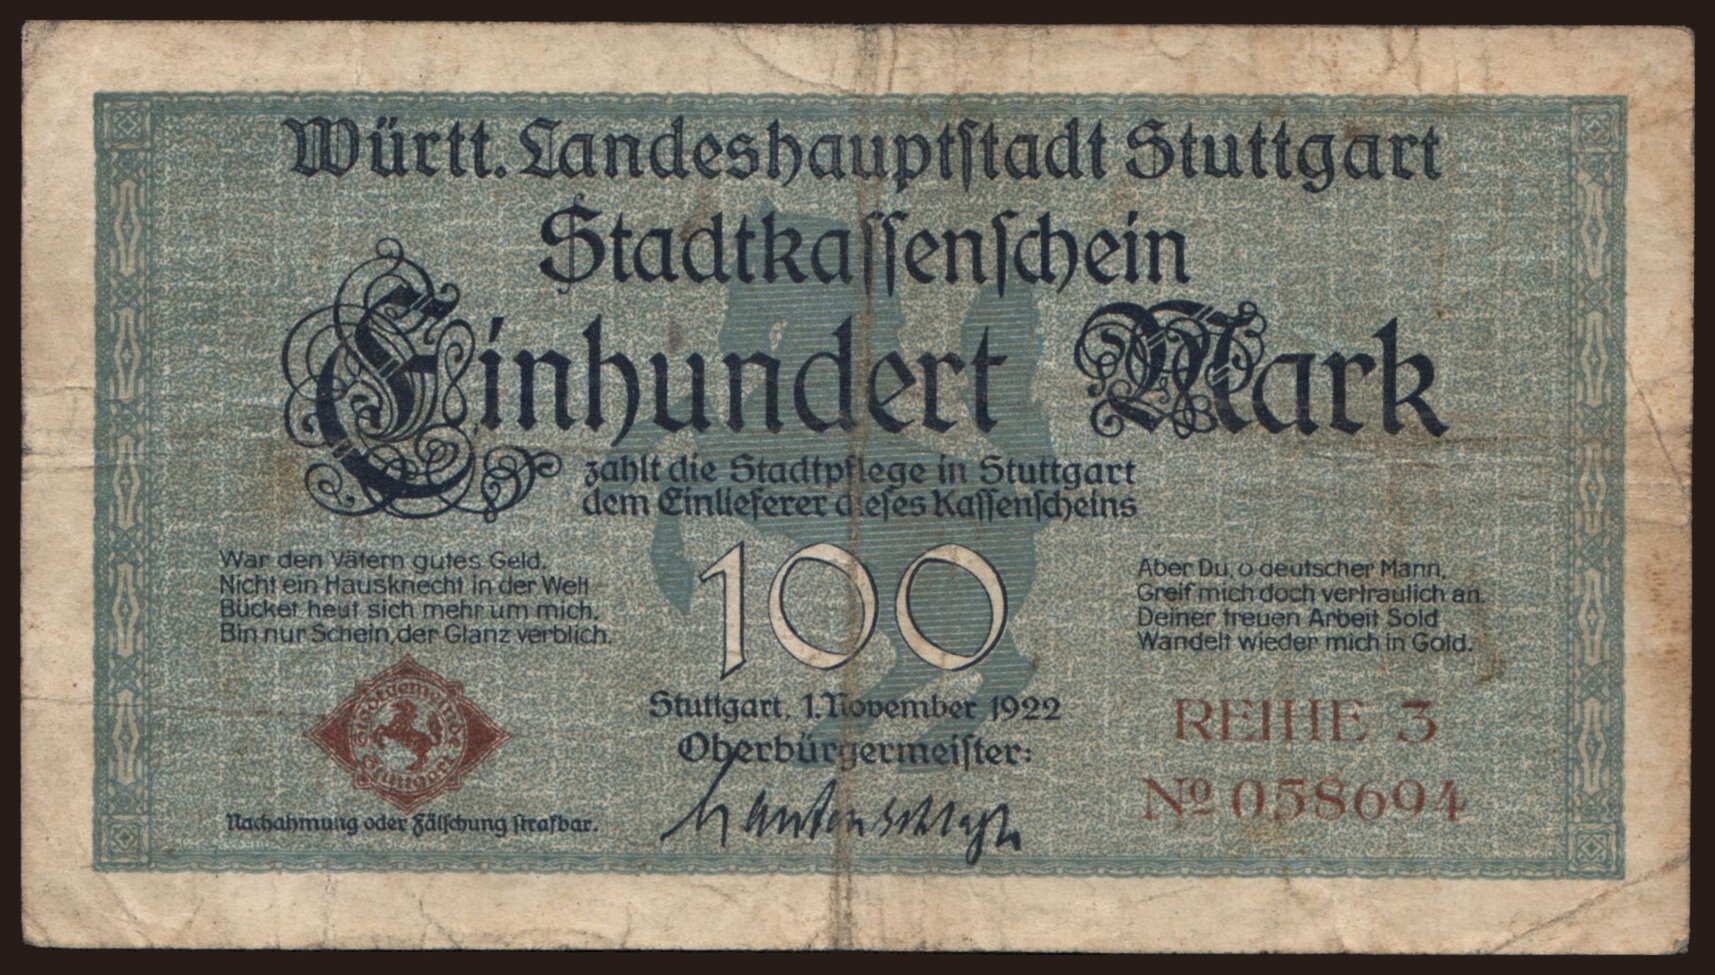 Württ. Landeshauptstadt Stuttgart
Stadtkassenschein
Einhundert Mark
zahlt die Stadtpflege in Stuttgart
dem Einlieferer dieses Kassenscheins
War den Vätern gutes Geld.
Nicht ein Hausknecht in der Welt
Bücket heut sich mehr um mich.
Bin nur Schein, der Glanz verblich.
100
Aber Du, o deutscher Mann,
Greif mich doch vertraulich an.
Deiner treuen Arbeit Sold
Wandelt wieder mich in Gold.
Stuttgart, 1. November 1922
Oberbürgermeister:
Lautenschlager
Stadtgemeinde
Stuttgart
Nachahmung oder Fälschung strafbar.
REIHE 3
No 058694